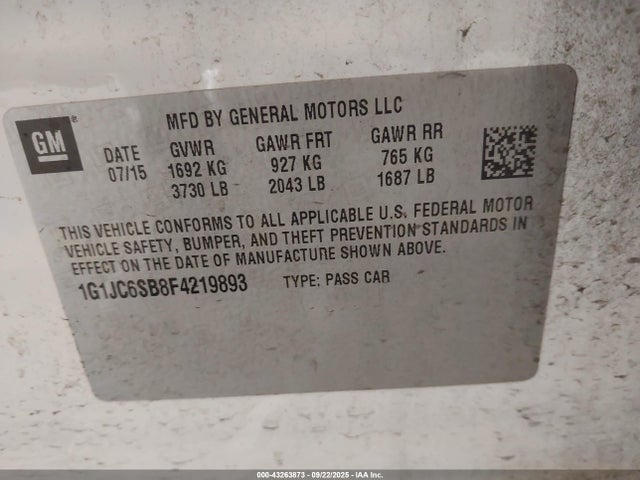 GM®
MFD BY GENERAL MOTORS LLC
DATE GVWR GAWR FRT GAWR RR
07/15 1692 KG 927 KG 765 KG
3730 LB 2043 LB 1687 LB
THIS VEHICLE CONFORMS TO ALL APPLICABLE U.S. FEDERAL MOTOR
VEHICLE SAFETY, BUMPER, AND THEFT PREVENTION STANDARDS IN
EFFECT ON THE DATE OF MANUFACTURE SHOWN ABOVE.
1G1JC6SB8F4219893 TYPE: PASS CAR
000-43263873 - 09/22/2025 - IAA Inc.